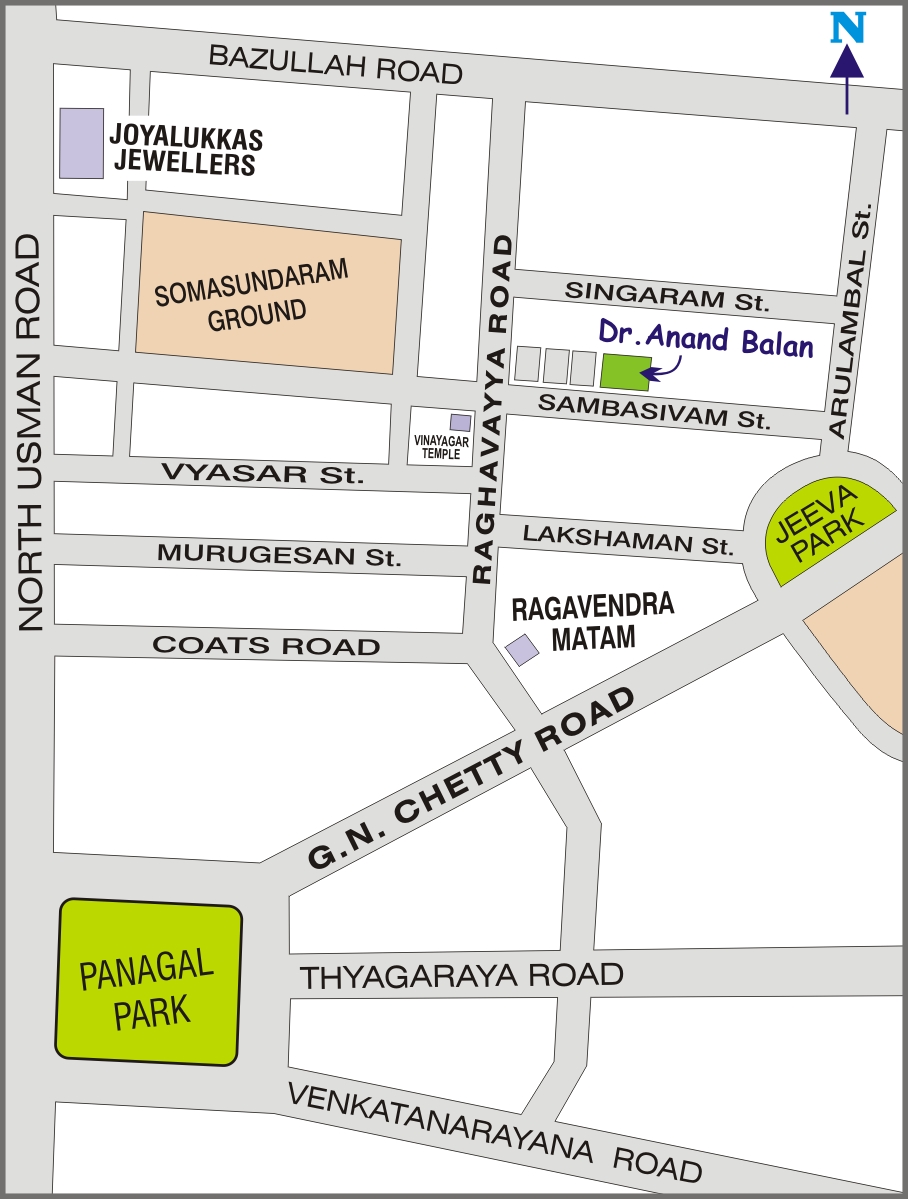 N
BAZULLAH ROAD
JOYALUKKAS
JEWELLERS
NORTH USMAN ROAD
SOMASUNDARAM
GROUND
RAGHAVAYYA ROAD
ARULAMBAL St.
SINGARAM St.
Dr.Anand Balan
SAMBASIVAM St.
VINAYAGAR
TEMPLE
VYASAR St.
JEEVA
PARK
LAKSHAMAN St.
MURUGESAN St.
RAGAVENDRA
MATAM
COATS ROAD
G.N. CHETTY ROAD
PANAGAL
PARK
THYAGARAYA ROAD
VENKATANARAYANA ROAD